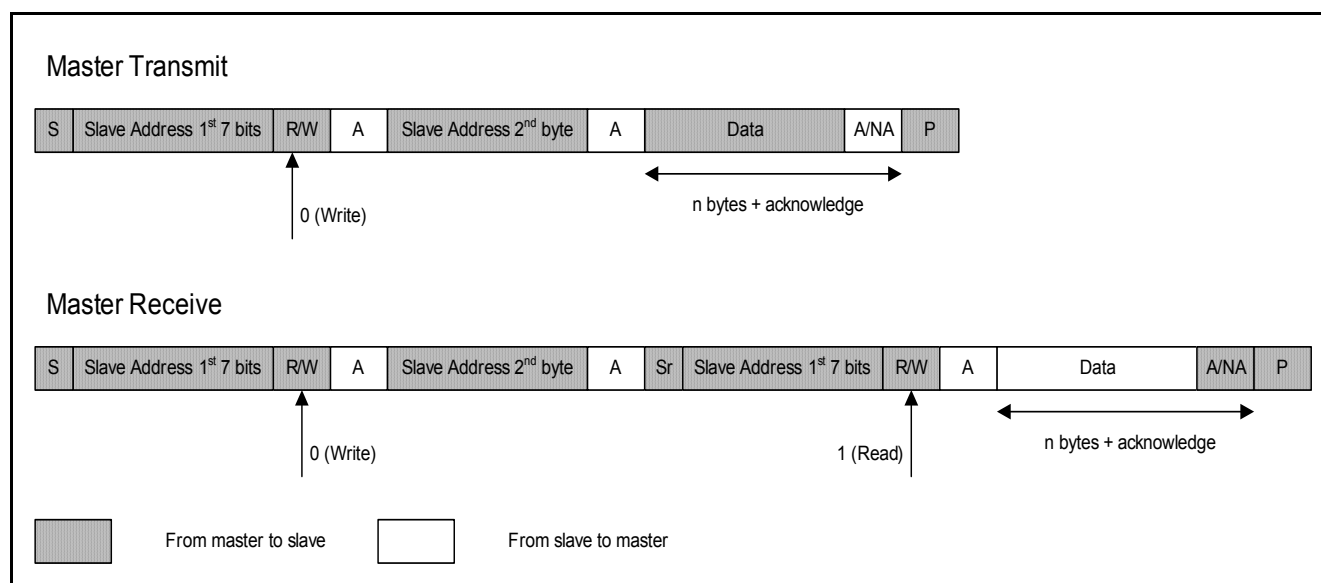 Master Transmit
S Slave Address 1st 7 bits R/W A Slave Address 2nd byte A Data A/NA P
0 (Write)
n bytes + acknowledge
Master Receive
S Slave Address 1st 7 bits R/W A Slave Address 2nd byte A Sr Slave Address 1st 7 bits R/W A Data A/NA P
0 (Write)
1 (Read)
n bytes + acknowledge
From master to slave
From slave to master